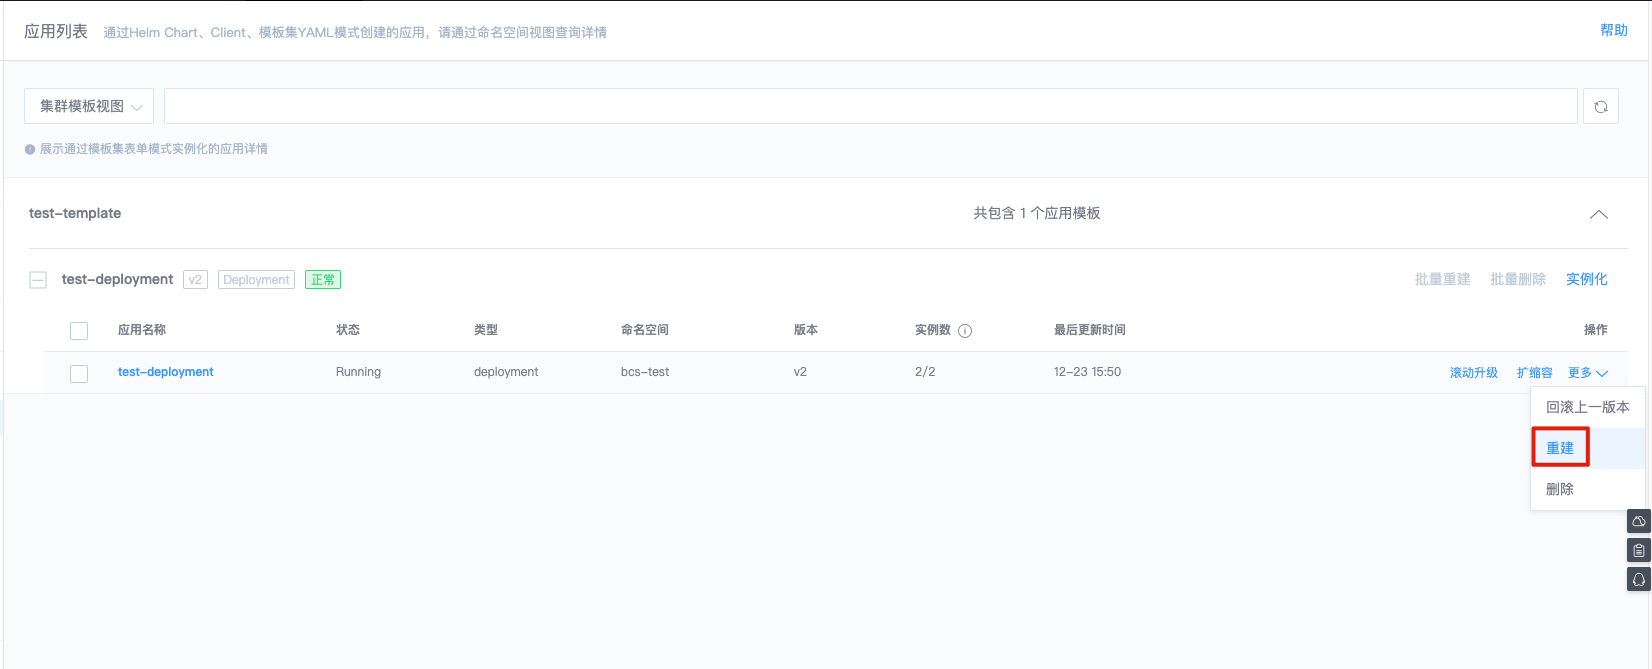 应用列表 通过Helm Chart、Client、模板集YAML模式创建的应用，请通过命名空间视图查询详情 帮助
集群模板视图
展示通过模板集表单模式实例化的应用详情
test-template 共包含 1 个应用模板
test-deployment v2 Deployment 正常 批量重建 批量删除 实例化
应用名称 状态 类型 命名空间 版本 实例数 最后更新时间 操作
test-deployment Running deployment bcs-test v2 2/2 12-23 15:50 滚动升级 扩缩容 更多
回滚上一版本
重建
删除